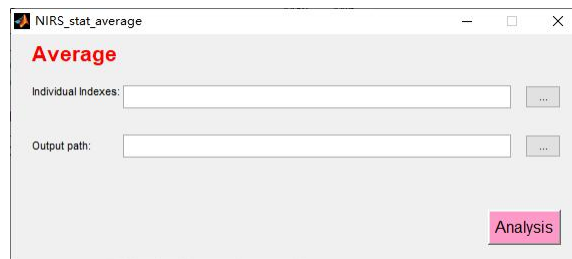 NIRS_stat_average
Average
Individual Indexes:
...
Output path:
...
Analysis